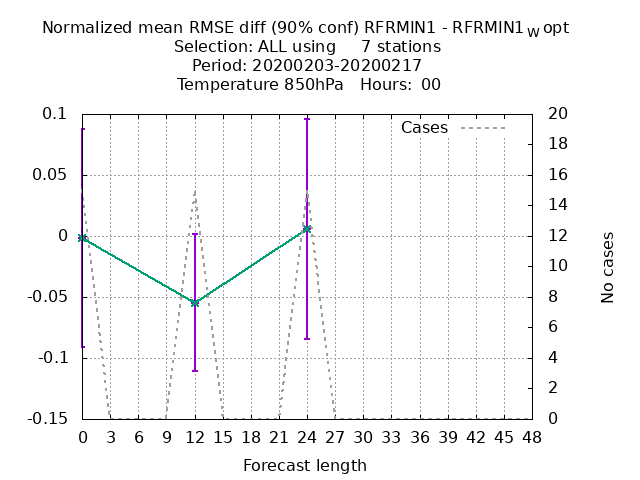 Normalized mean RMSE diff (90% conf) RFRMIN1 - RFRMIN1W opt
Selection: ALL using 7 stations
Period: 20200203-20200217
Temperature 850hPa Hours: 00
0.1
0.05
0
-0.05
-0.1
-0.15
Cases
20
18
16
14
12
10
8
6
4
2
0
No cases
0 3 6 9 12 15 18 21 24 27 30 33 36 39 42 45 48
Forecast length